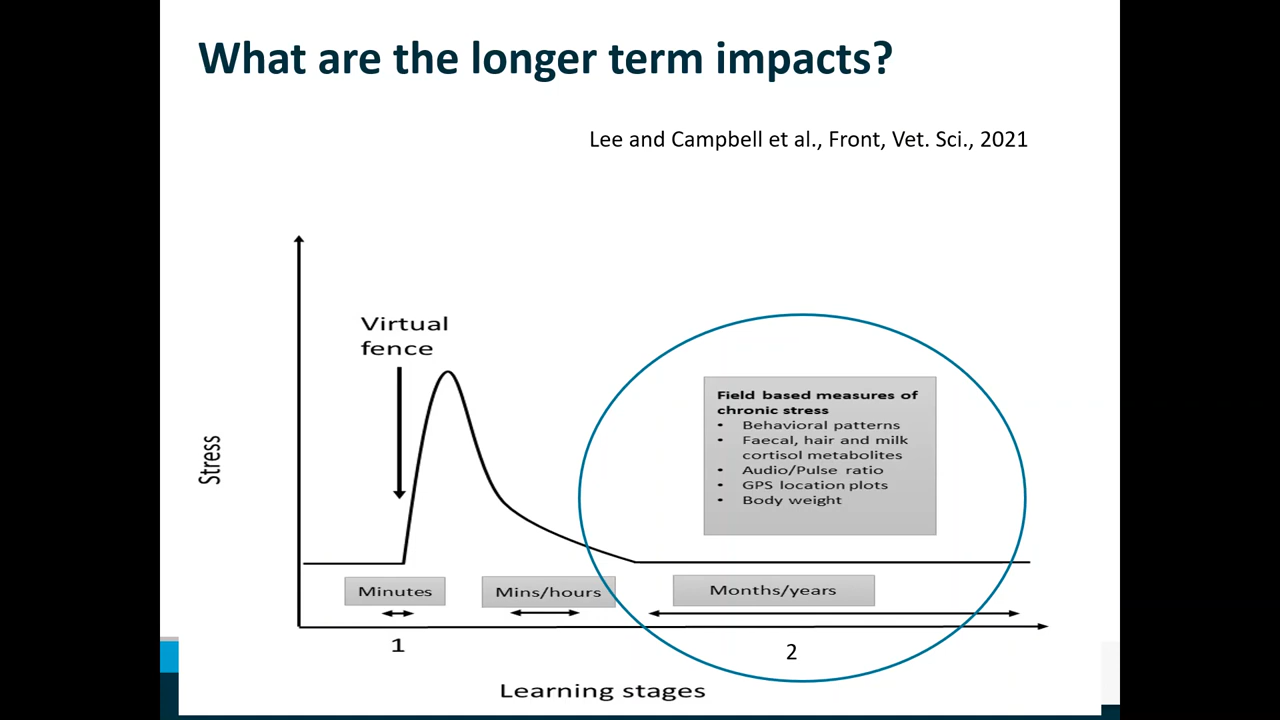 What are the longer term impacts?
Lee and Campbell et al., Front, Vet. Sci., 2021
Virtual
fence
Stress
Field based measures of
chronic stress
• Behavioral patterns
• Faecal, hair and milk
cortisol metabolites
• Audio/Pulse ratio
• GPS location plots
• Body weight
Minutes
Mins/hours
Months/years
1
2
Learning stages